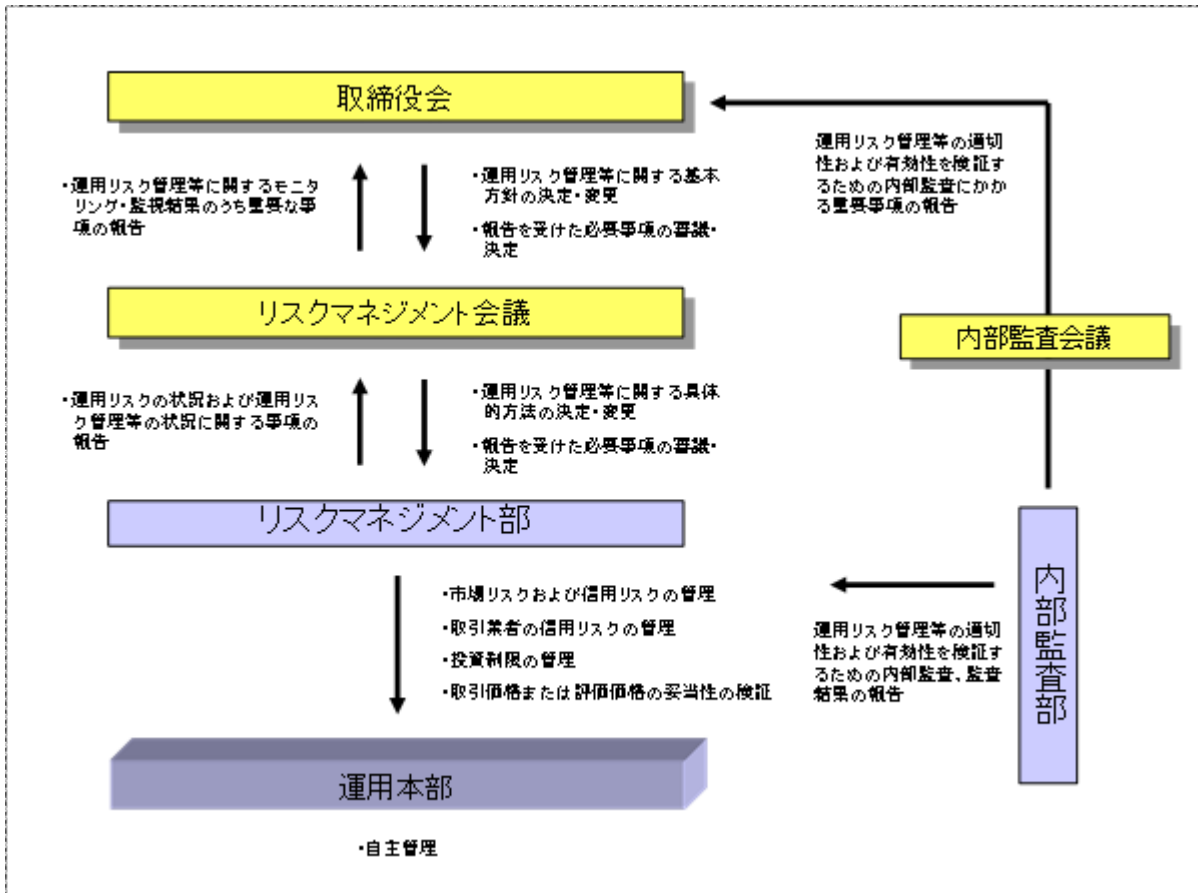 取締役会
・運用リスク管理等に関するモニタ
リング・監視結果のうち重要な事
項の報告
・運用リスク管理等に関する基本
方針の決定・変更
・報告を受けた必要事項の審議・
決定
運用リスク管理等の適切
性および有効性を検証す
るための内部監査にかか
る重要事項の報告
リスクマネジメント会議
内部監査会議
・運用リスクの状況および運用リス
ク管理等の状況に関する事項の
報告
・運用リスク管理等に関する具体
的方法の決定・変更
・報告を受けた必要事項の審議・
決定
リスクマネジメント部
内部監査部
・市場リスクおよび信用リスクの管理
・取引業者の信用リスクの管理
・投資制限の管理
・取引価格または評価価格の妥当性の検証
運用リスク管理等の適切
性および有効性を検証す
るための内部監査、監査
結果の報告
運用本部
・自主管理